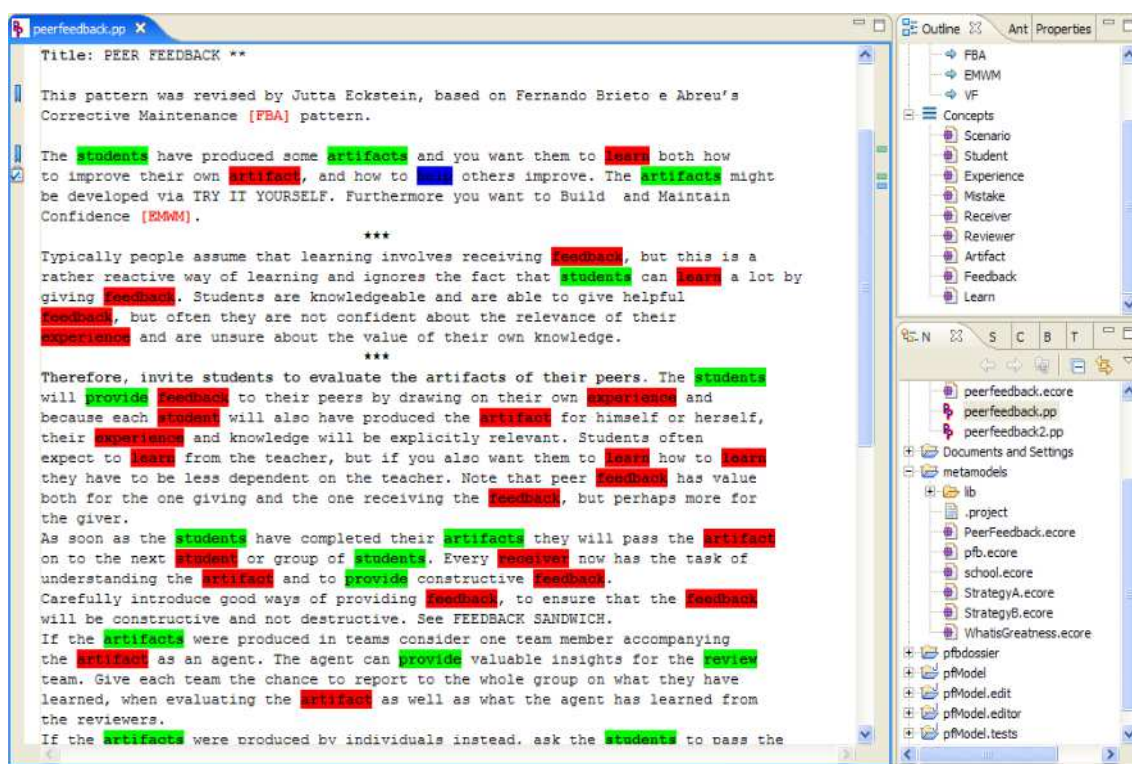 peerfeedback.pp
Title: PEER FEEDBACK **
This pattern was revised by Jutta Eckstein, based on Fernando Brieto e Abreu's
Corrective Maintenance [FBA] pattern.
The students have produced some artifacts and you want them to learn both how
to improve their own artifact, and how to others improve. The artifacts might
be developed via TRY IT YOURSELF. Furthermore you want to Build and Maintain
Confidence [EMWM].
***
Typically people assume that learning involves receiving feedback, but this is a
rather reactive way of learning and ignores the fact that students can learn a lot by
giving feedback. Students are knowledgeable and are able to give helpful
feedback, but often they are not confident about the relevance of their
experience and are unsure about the value of their own knowledge.
***
Therefore, invite students to evaluate the artifacts of their peers. The students
will provide feedback to their peers by drawing on their own experience and
because each student will also have produced the artifact for himself or herself,
their experience and knowledge will be explicitly relevant. Students often
expect to learn from the teacher, but if you also want them to learn how to learn
they have to be less dependent on the teacher. Note that peer feedback has value
both for the one giving and the one receiving the feedback, but perhaps more for
the giver.
As soon as the students have completed their artifacts they will pass the artifact
on to the next student or group of students. Every receiver now has the task of
understanding the artifact and to provide constructive feedback.
Carefully introduce good ways of providing feedback, to ensure that the feedback
will be constructive and not destructive. See FEEDBACK SANDWICH.
If the artifacts were produced in teams consider one team member accompanying
the artifact as an agent. The agent can provide valuable insights for the review
team. Give each team the chance to report to the whole group on what they have
learned, when evaluating the artifact as well as what the agent has learned from
the reviewers.
If the artifacts were produced by individuals instead, ask the students to pass the
Outline Ant Properties
FBA
EMWM
VF
Concepts
Scenario
Student
Experience
Mistake
Receiver
Reviewer
Artifact
Feedback
Learn
N S C B T
peerfeedback.ecore
peerfeedback.pp
peerfeedback2.pp
Documents and Settings
metamodels
lib
.project
PeerFeedback.ecore
pfb.ecore
school.ecore
StrategyA.ecore
StrategyB.ecore
WhatisGreatness.ecore
pfbdossier
pfModel
pfModel.edit
pfModel.editor
pfModel.tests